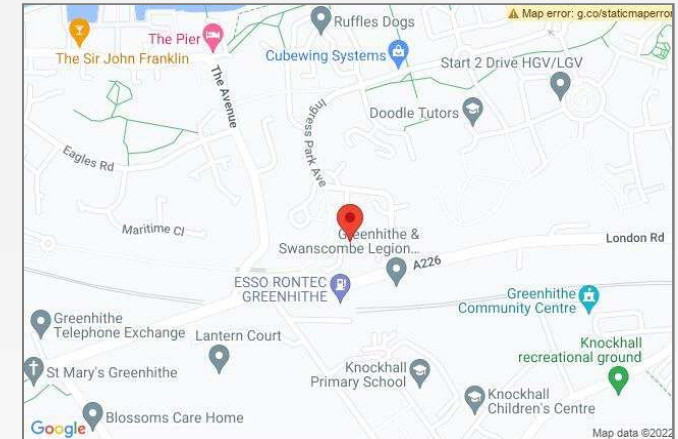 Map error: g.co/staticmaperror
Ruffles Dogs
The Pier
The Sir John Franklin
Cubewing Systems
Start 2 Drive HGV/LGV
The Avenue
Ingress Park Ave
Doodle Tutors
Eagles Rd
Maritime Cl
Greenhithe &
Swanscombe Legion...
London Rd
A226
ESSO RONTEC
GREENHITHE
Greenhithe
Community Centre
Greenhithe
Telephone Exchange
Lantern Court
Knockhall
recreational ground
St Mary's Greenhithe
Knockhall
Primary School
Knockhall
Children's Centre
Blossoms Care Home
Google
Map data ©2022